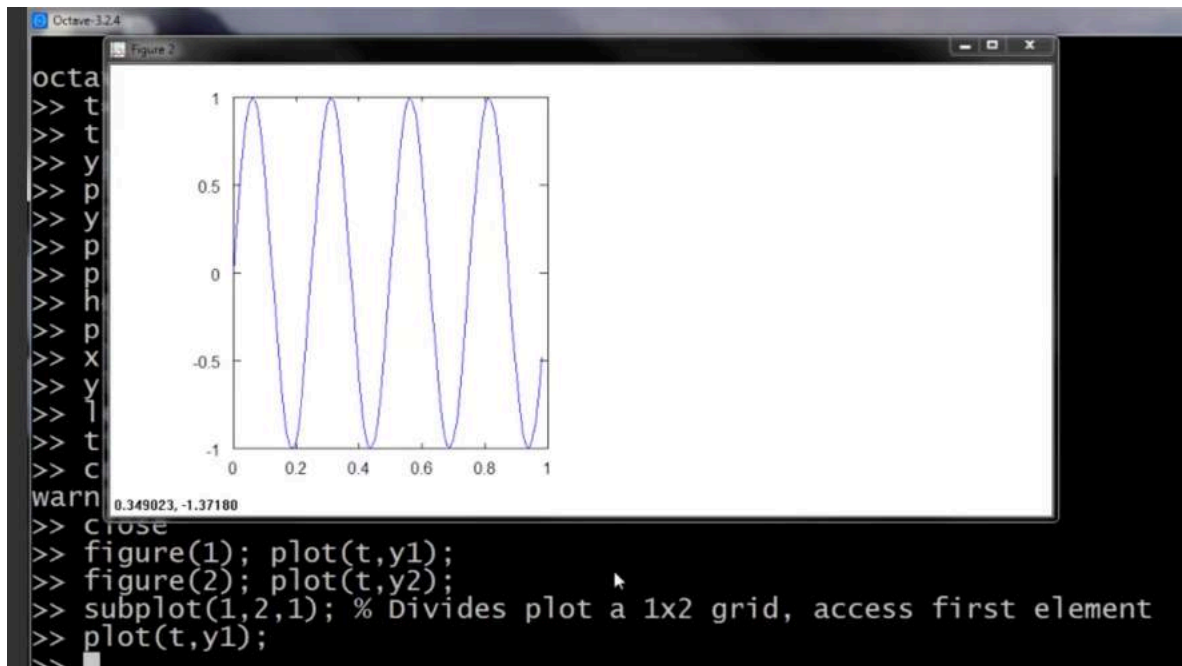 Octave-3.2.4
Figure 2
octa
>> t
>> t
>> y
>> p
>> y
>> p
>> p
>> h
>> p
>> x
>> y
>> l
>> t
>> c
warn
1
0.5
0
-0.5
-1
0 0.2 0.4 0.6 0.8 1
0.349023, -1.37180
>> close
>> figure(1); plot(t,y1);
>> figure(2); plot(t,y2);
>> subplot(1,2,1); % Divides plot a 1x2 grid, access first element
>> plot(t,y1);
>>